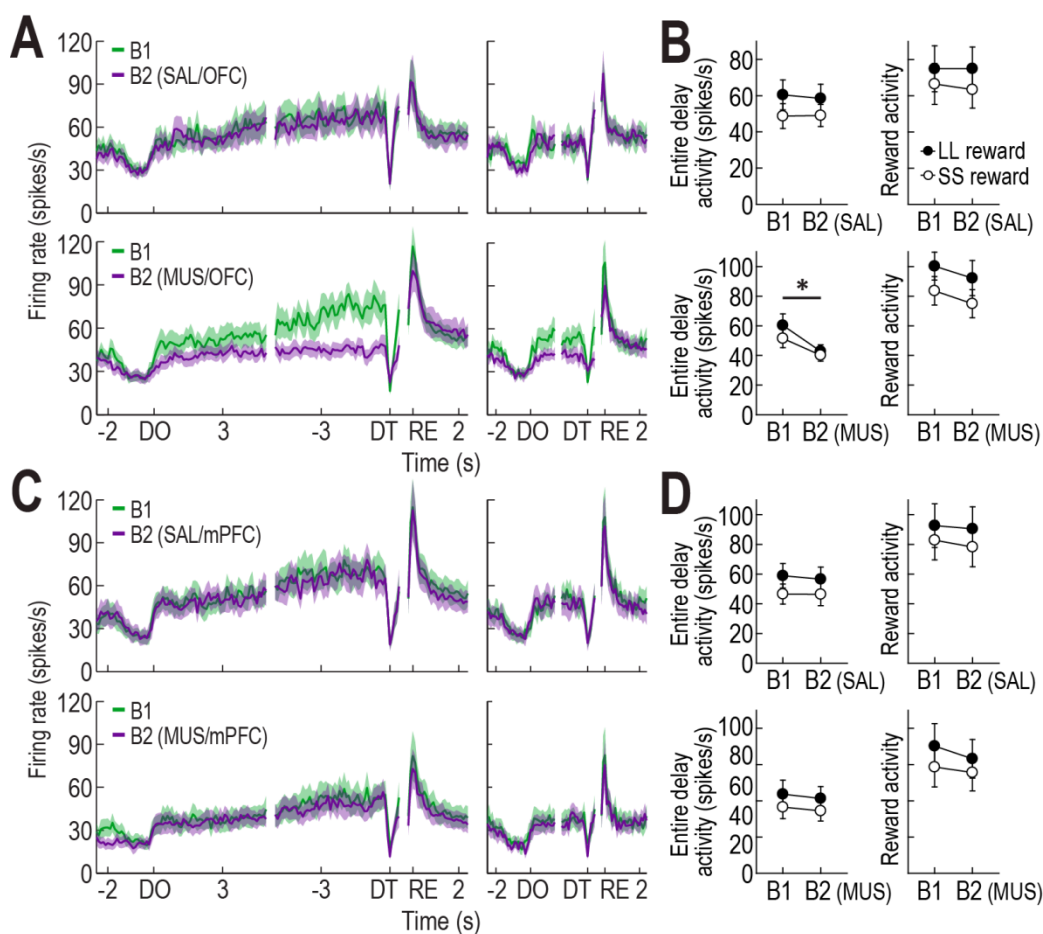 A
B1
B2 (SAL/OFC)
120
90
60
30
0
B1
B2 (MUS/OFC)
120
90
60
30
0
Firing rate (spikes/s)
-2 DO 3 -3 DT RE 2 -2 DO DT RE 2
Time (s)
B
Entire delay
activity (spikes/s)
80
60
40
20
0
B1 B2 (SAL)
Reward activity
LL reward
SS reward
B1 B2 (SAL)
Entire delay
activity (spikes/s)
100
80
60
40
20
0
*
B1 B2 (MUS)
Reward activity
B1 B2 (MUS)
C
B1
B2 (SAL/mPFC)
120
90
60
30
0
B1
B2 (MUS/mPFC)
120
90
60
30
0
Firing rate (spikes/s)
-2 DO 3 -3 DT RE 2 -2 DO DT RE 2
Time (s)
D
Entire delay
activity (spikes/s)
100
80
60
40
20
0
B1 B2 (SAL)
Reward activity
B1 B2 (SAL)
Entire delay
activity (spikes/s)
80
60
40
20
0
B1 B2 (MUS)
Reward activity
B1 B2 (MUS)